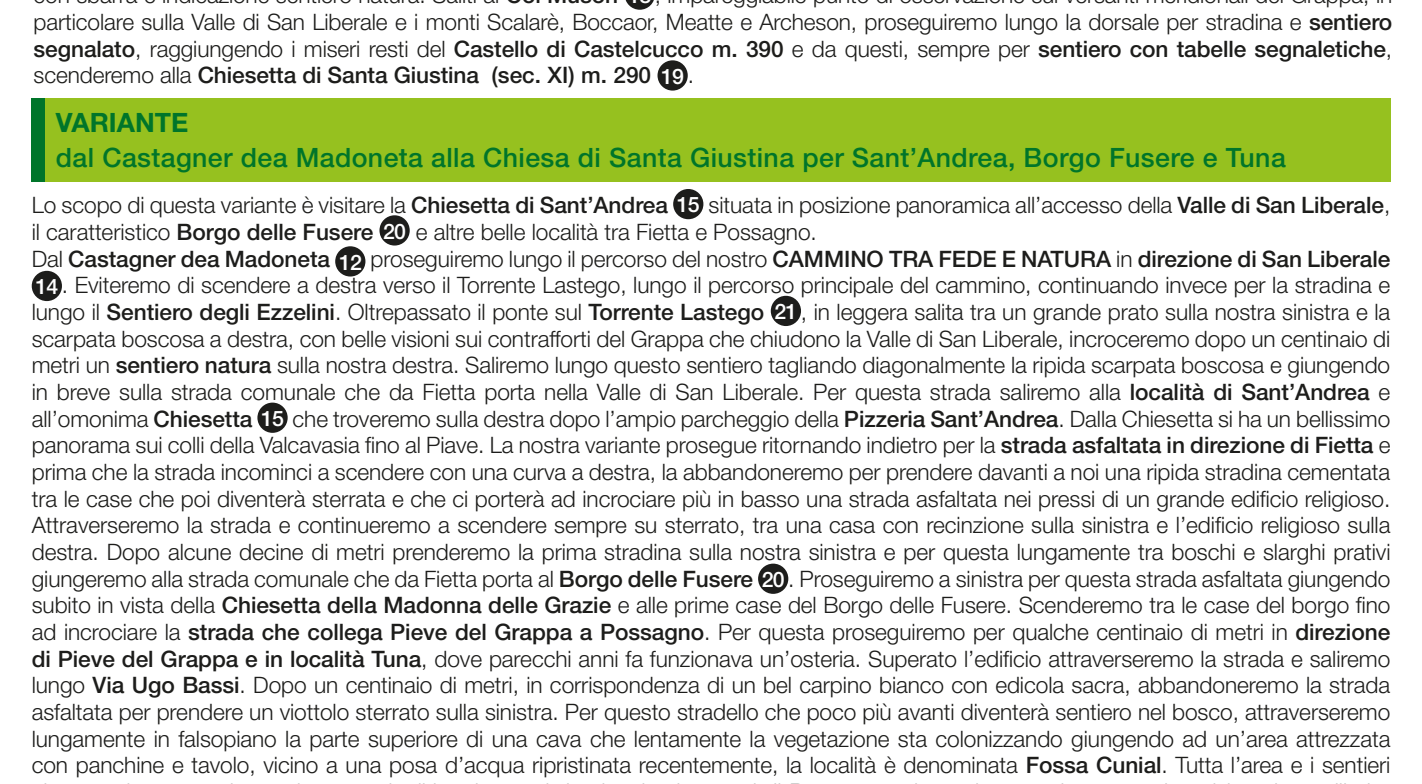 particolare sulla Valle di San Liberale e i monti Scalarè, Boccaor, Meatte e Archeson, proseguiremo lungo la dorsale per stradina e sentiero
segnalato, raggiungendo i miseri resti del Castello di Castelcucco m. 390 e da questi, sempre per sentiero con tabelle segnaletiche,
scenderemo alla Chiesetta di Santa Giustina (sec. XI) m. 290 19.
VARIANTE
dal Castagner dea Madoneta alla Chiesa di Santa Giustina per Sant'Andrea, Borgo Fusere e Tuna
Lo scopo di questa variante è visitare la Chiesetta di Sant'Andrea 15 situata in posizione panoramica all'accesso della Valle di San Liberale,
il caratteristico Borgo delle Fusere 20 e altre belle località tra Fietta e Possagno.
Dal Castagner dea Madoneta 12 proseguiremo lungo il percorso del nostro CAMMINO TRA FEDE E NATURA in direzione di San Liberale
14. Eviteremo di scendere a destra verso il Torrente Lastego, lungo il percorso principale del cammino, continuando invece per la stradina e
lungo il Sentiero degli Ezzelini. Oltrepassato il ponte sul Torrente Lastego 21, in leggera salita tra un grande prato sulla nostra sinistra e la
scarpata boscosa a destra, con belle visioni sui contrafforti del Grappa che chiudono la Valle di San Liberale, incroceremo dopo un centinaio di
metri un sentiero natura sulla nostra destra. Saliremo lungo questo sentiero tagliando diagonalmente la ripida scarpata boscosa e giungendo
in breve sulla strada comunale che da Fietta porta nella Valle di San Liberale. Per questa strada saliremo alla località di Sant'Andrea e
all'omonima Chiesetta 15 che troveremo sulla destra dopo l'ampio parcheggio della Pizzeria Sant'Andrea. Dalla Chiesetta si ha un bellissimo
panorama sui colli della Valcavasia fino al Piave. La nostra variante prosegue ritornando indietro per la strada asfaltata in direzione di Fietta e
prima che la strada incominci a scendere con una curva a destra, la abbandoneremo per prendere davanti a noi una ripida stradina cementata
tra le case che poi diventerà sterrata e che ci porterà ad incrociare più in basso una strada asfaltata nei pressi di un grande edificio religioso.
Attraverseremo la strada e continueremo a scendere sempre su sterrato, tra una casa con recinzione sulla sinistra e l'edificio religioso sulla
destra. Dopo alcune decine di metri prenderemo la prima stradina sulla nostra sinistra e per questa lungamente tra boschi e slarghi prativi
giungeremo alla strada comunale che da Fietta porta al Borgo delle Fusere 20. Proseguiremo a sinistra per questa strada asfaltata giungendo
subito in vista della Chiesetta della Madonna delle Grazie e alle prime case del Borgo delle Fusere. Scenderemo tra le case del borgo fino
ad incrociare la strada che collega Pieve del Grappa a Possagno. Per questa proseguiremo per qualche centinaio di metri in direzione
di Pieve del Grappa e in località Tuna, dove parecchi anni fa funzionava un'osteria. Superato l'edificio attraverseremo la strada e saliremo
lungo Via Ugo Bassi. Dopo un centinaio di metri, in corrispondenza di un bel carpino bianco con edicola sacra, abbandoneremo la strada
asfaltata per prendere un viottolo sterrato sulla sinistra. Per questo stradello che poco più avanti diventerà sentiero nel bosco, attraverseremo
lungamente in falsopiano la parte superiore di una cava che lentamente la vegetazione sta colonizzando giungendo ad un'area attrezzata
con panchine e tavolo, vicino a una posa d'acqua ripristinata recentemente, la località è denominata Fossa Cunial. Tutta l'area e i sentieri